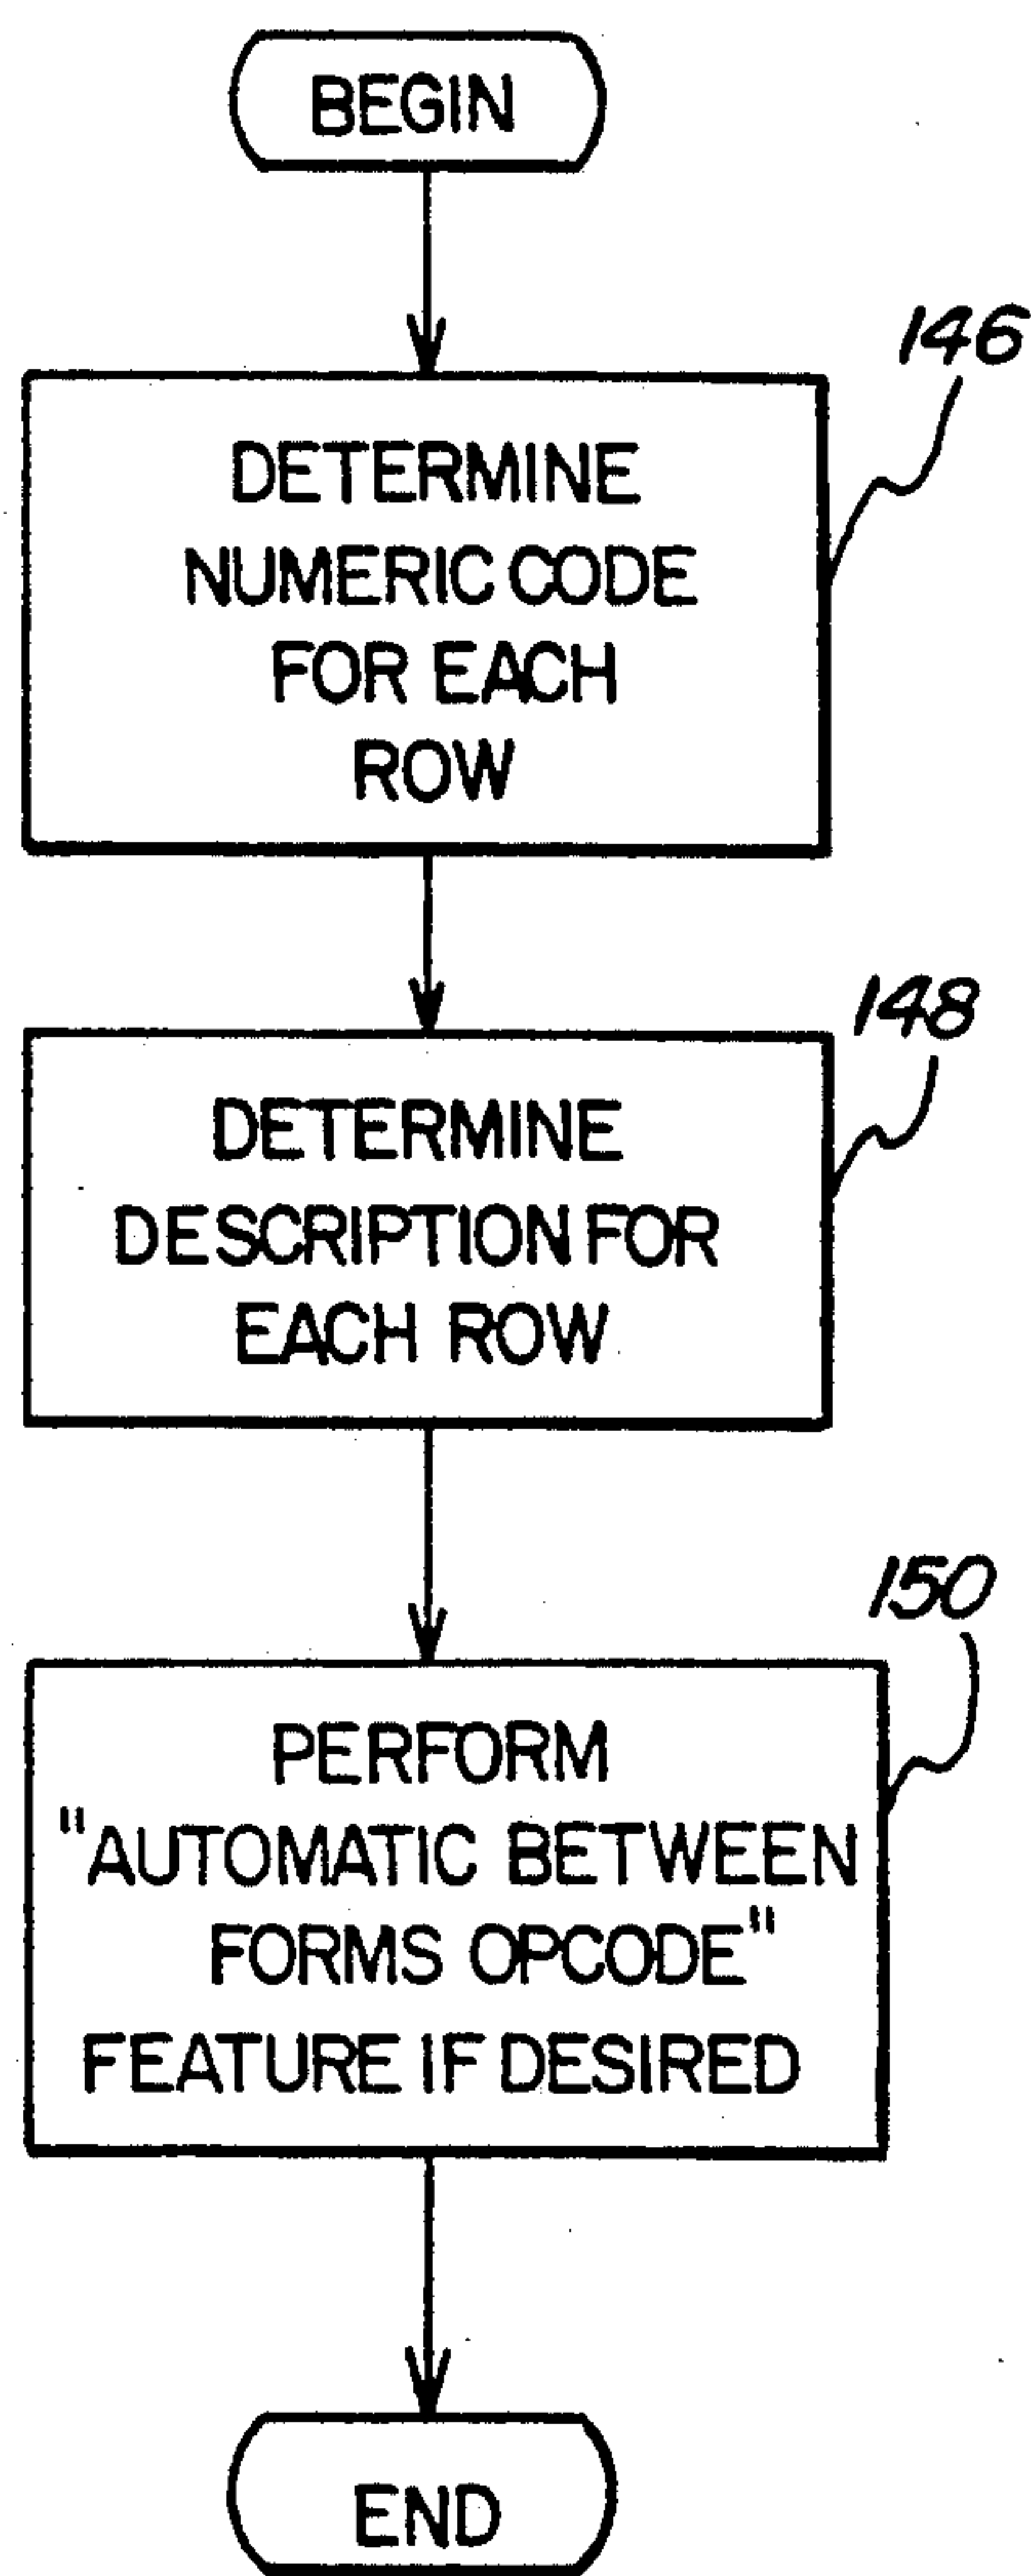 BEGIN
146
DETERMINE
NUMERIC CODE
FOR EACH
ROW
148
DETERMINE
DESCRIPTION FOR
EACH ROW
150
PERFORM
"AUTOMATIC BETWEEN
FORMS OPCODE"
FEATURE IF DESIRED
END